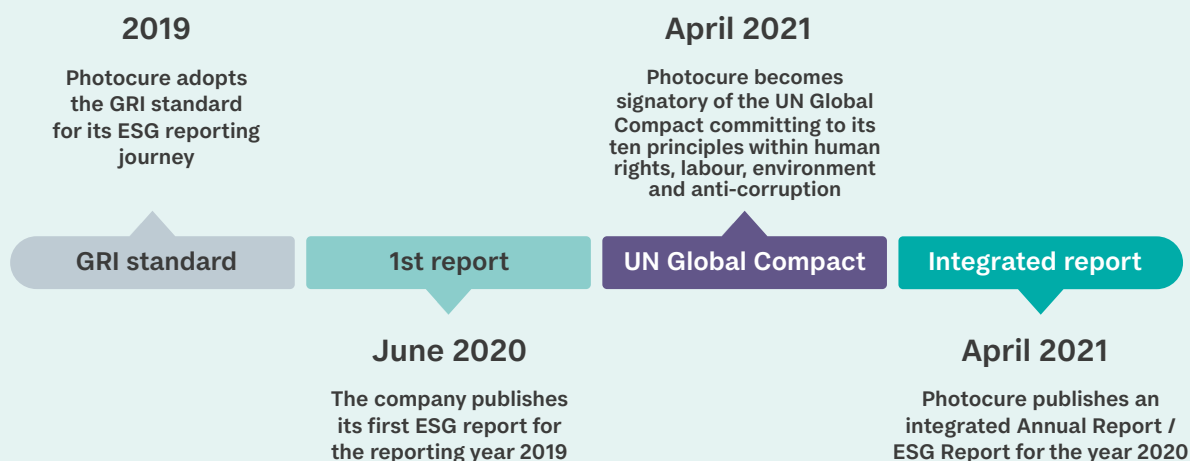 2019
Photocure adopts
the GRI standard
for its ESG reporting
journey
April 2021
Photocure becomes
signatory of the UN Global
Compact committing to its
ten principles within human
rights, labour, environment
and anti-corruption
GRI standard
1st report
UN Global Compact
Integrated report
June 2020
The company publishes
its first ESG report for
the reporting year 2019
April 2021
Photocure publishes an
integrated Annual Report /
ESG Report for the year 2020